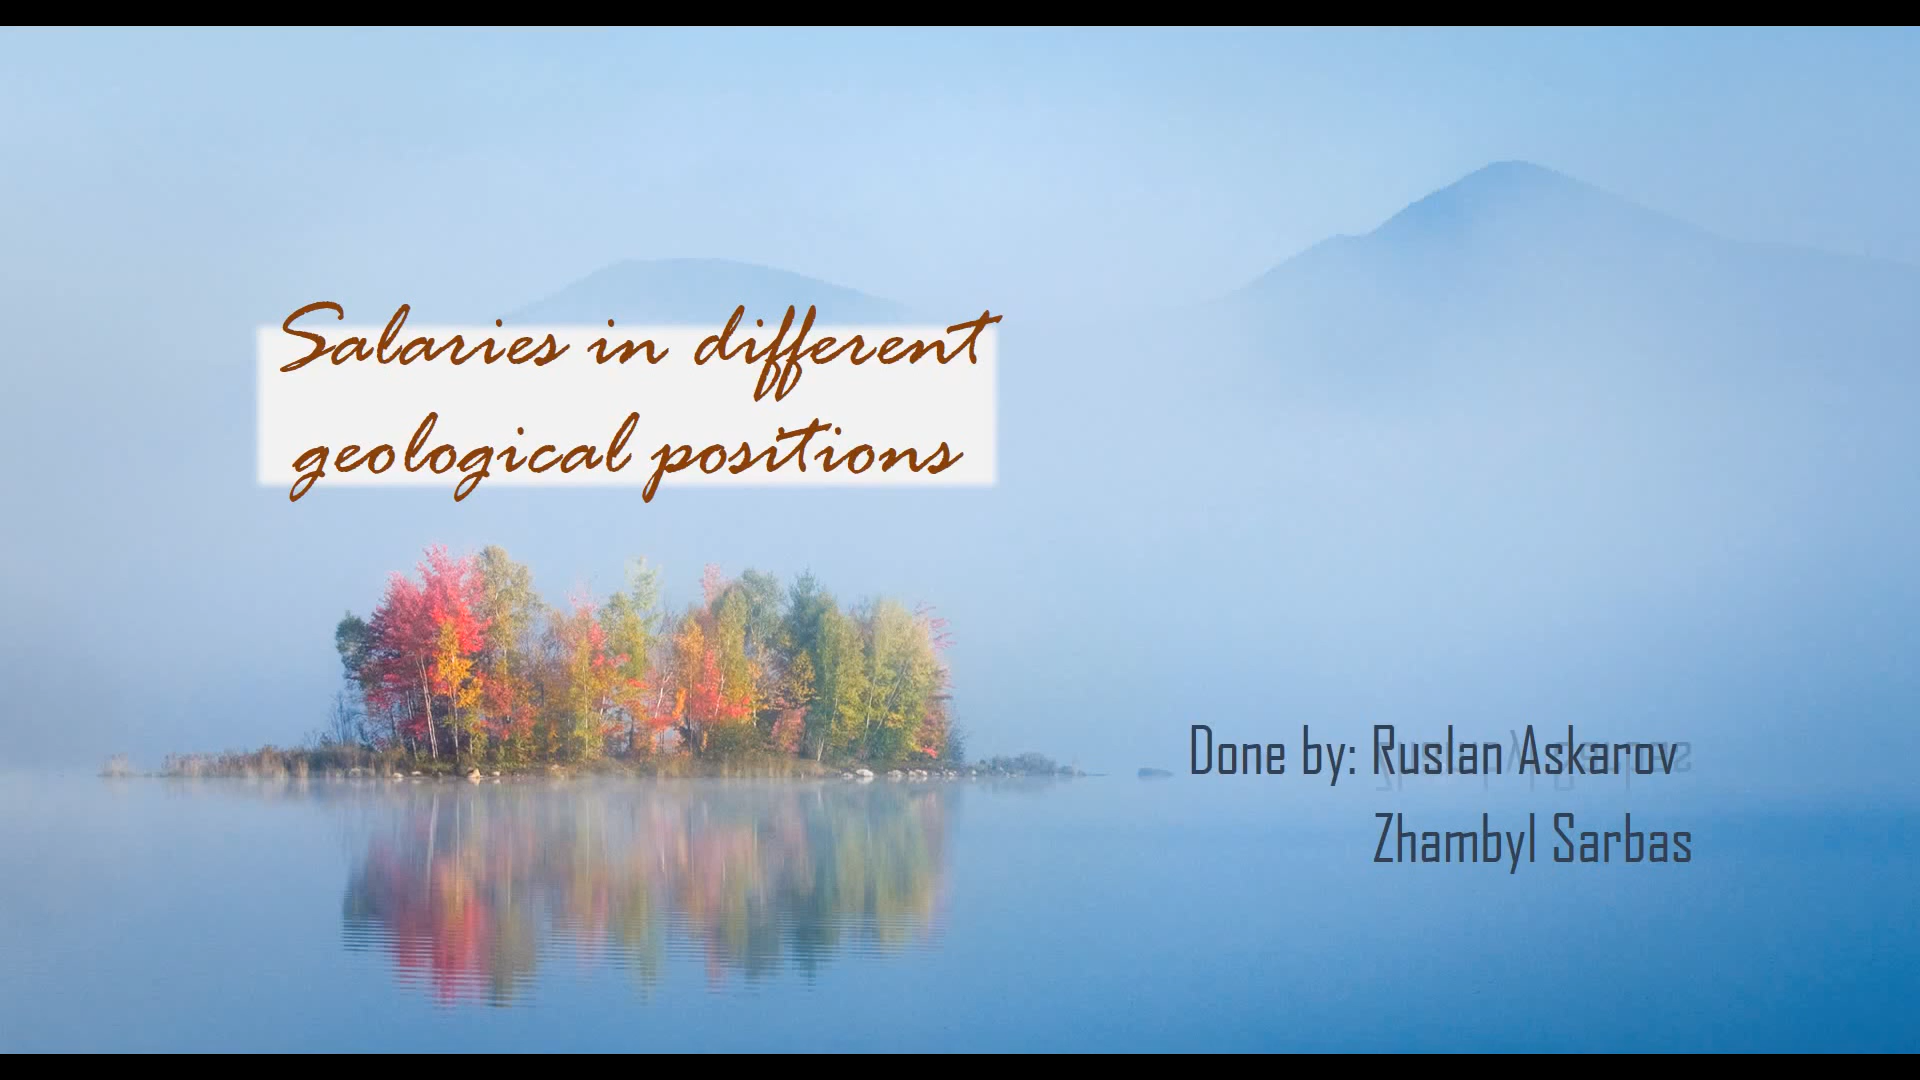 Salaries in different
geological positions
Done by: Ruslan Askarov
Zhambyl Sarbas